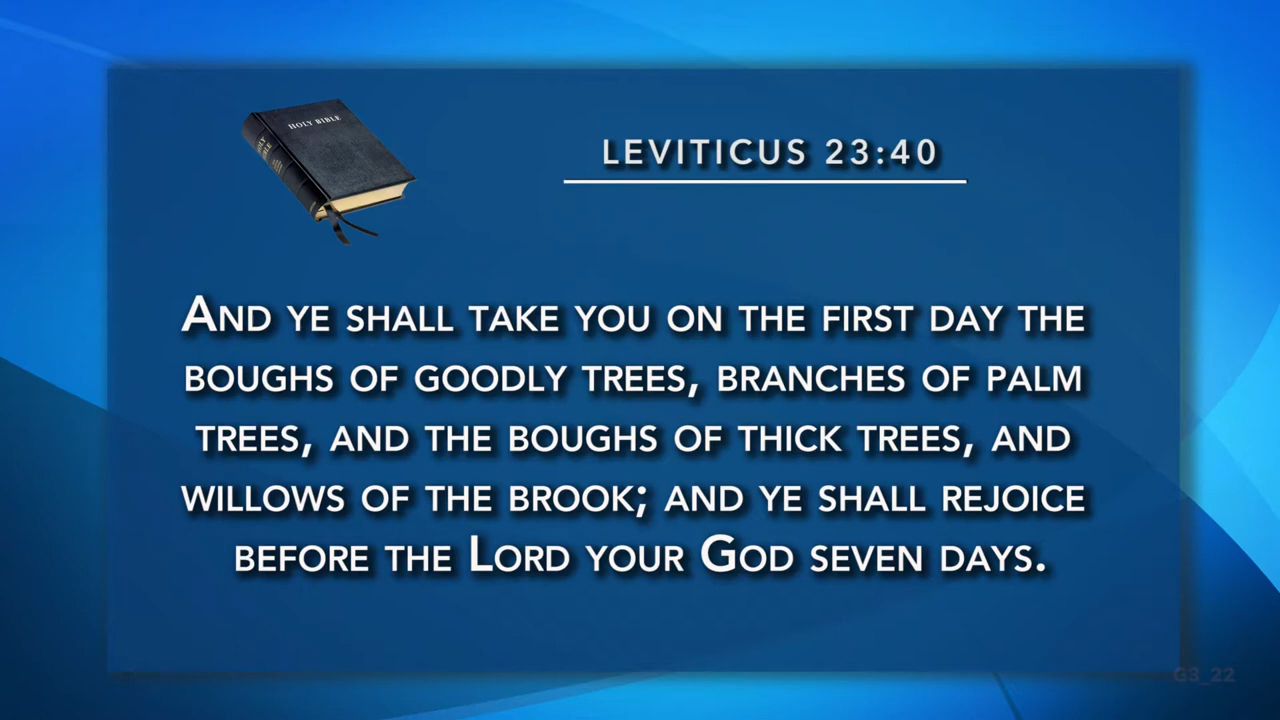 HOLY BIBLE
HOLY BIBLE
LEVITICUS 23:40
And ye shall take you on the first day the
boughs of goodly trees, branches of palm
trees, and the boughs of thick trees, and
willows of the brook; and ye shall rejoice
before the Lord your God seven days.
G3_22